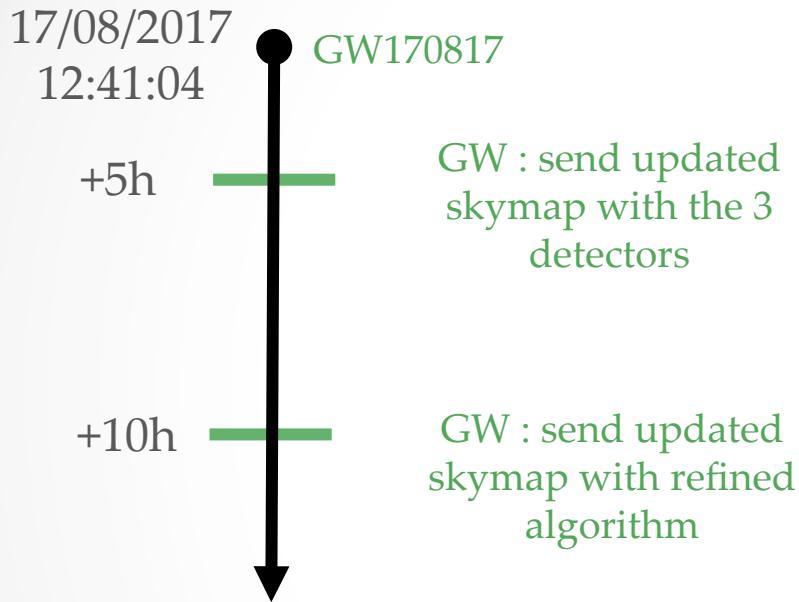 17/08/2017
12:41:04
GW170817
+5h
GW : send updated
skymap with the 3
detectors
+10h
GW : send updated
skymap with refined
algorithm